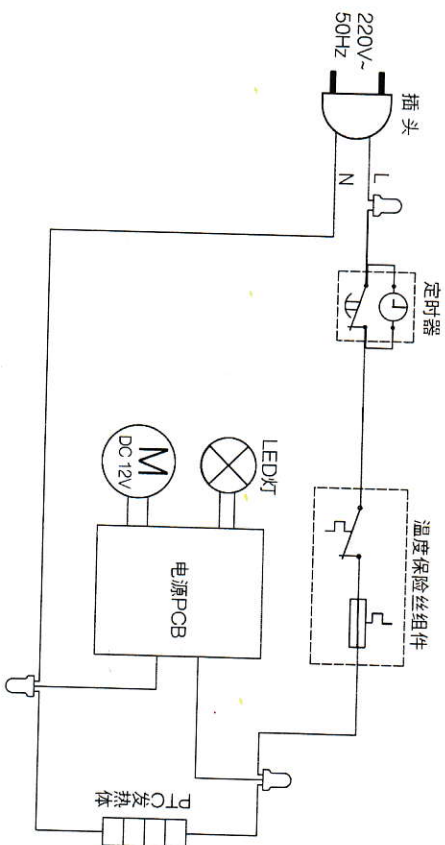 220V~
50Hz
插头
L
N
定时器
温度保险丝组件
LED灯
M
DC 12V
电源PCB
PTC发热体